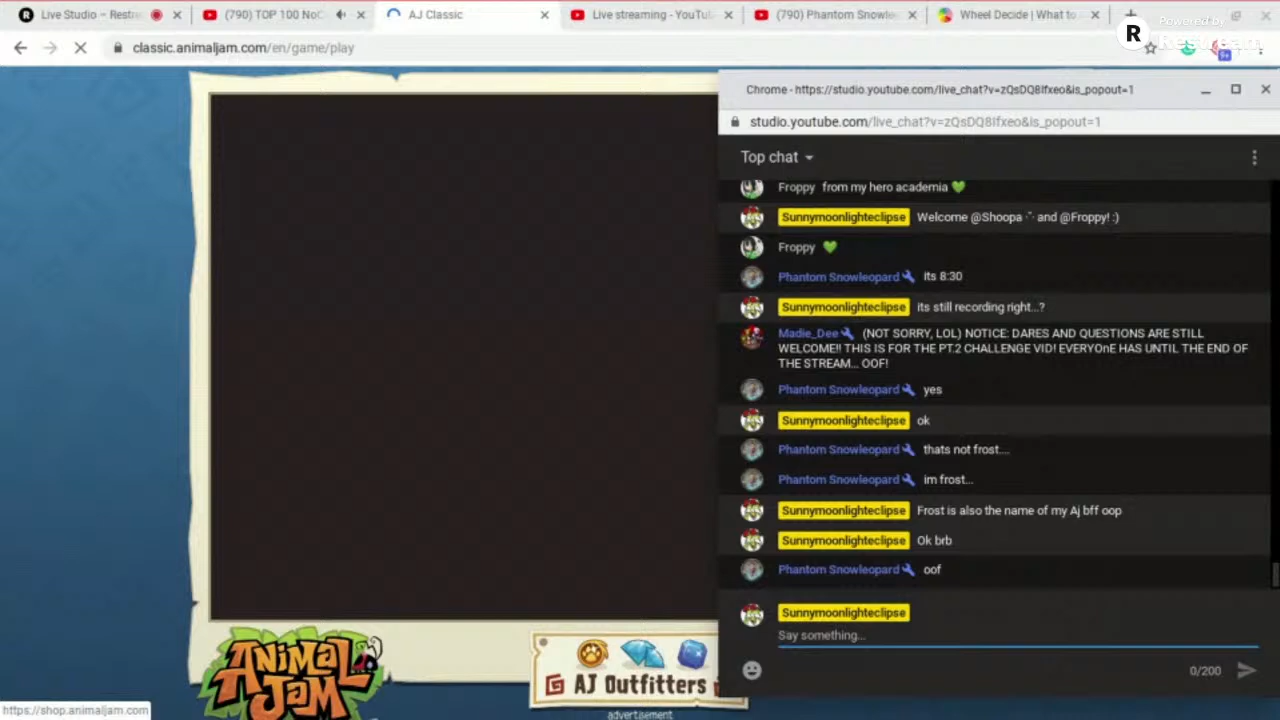 Live Studio – Restre
(790) TOP 100 NoC
AJ Classic
Live streaming - YouTu
(790) Phantom Snowle
Wheel Decide | What to
Powered by
Restream
R
classic.animaljam.com/en/game/play
9+
Chrome - https://studio.youtube.com/live_chat?v=zQsDQ8Ifxeo&is_popout=1
studio.youtube.com/live_chat?v=zQsDQ8Ifxeo&is_popout=1
Top chat
Froppy from my hero academia 💚
Sunnymoonlighteclipse Welcome @Shoopa ·˜· and @Froppy! :)
Froppy 💚
Phantom Snowleopard its 8:30
Sunnymoonlighteclipse its still recording right...?
Madie_Dee (NOT SORRY, LOL) NOTICE: DARES AND QUESTIONS ARE STILL
WELCOME!! THIS IS FOR THE PT.2 CHALLENGE VID! EVERYOnE HAS UNTIL THE END OF
THE STREAM... OOF!
Phantom Snowleopard yes
Sunnymoonlighteclipse ok
Phantom Snowleopard thats not frost....
Phantom Snowleopard im frost...
Sunnymoonlighteclipse Frost is also the name of my Aj bff oop
Sunnymoonlighteclipse Ok brb
Phantom Snowleopard oof
Sunnymoonlighteclipse
Say something...
0/200
ANIMAL
JAM
AJ Outfitters
https://shop.animaljam.com
advertisement